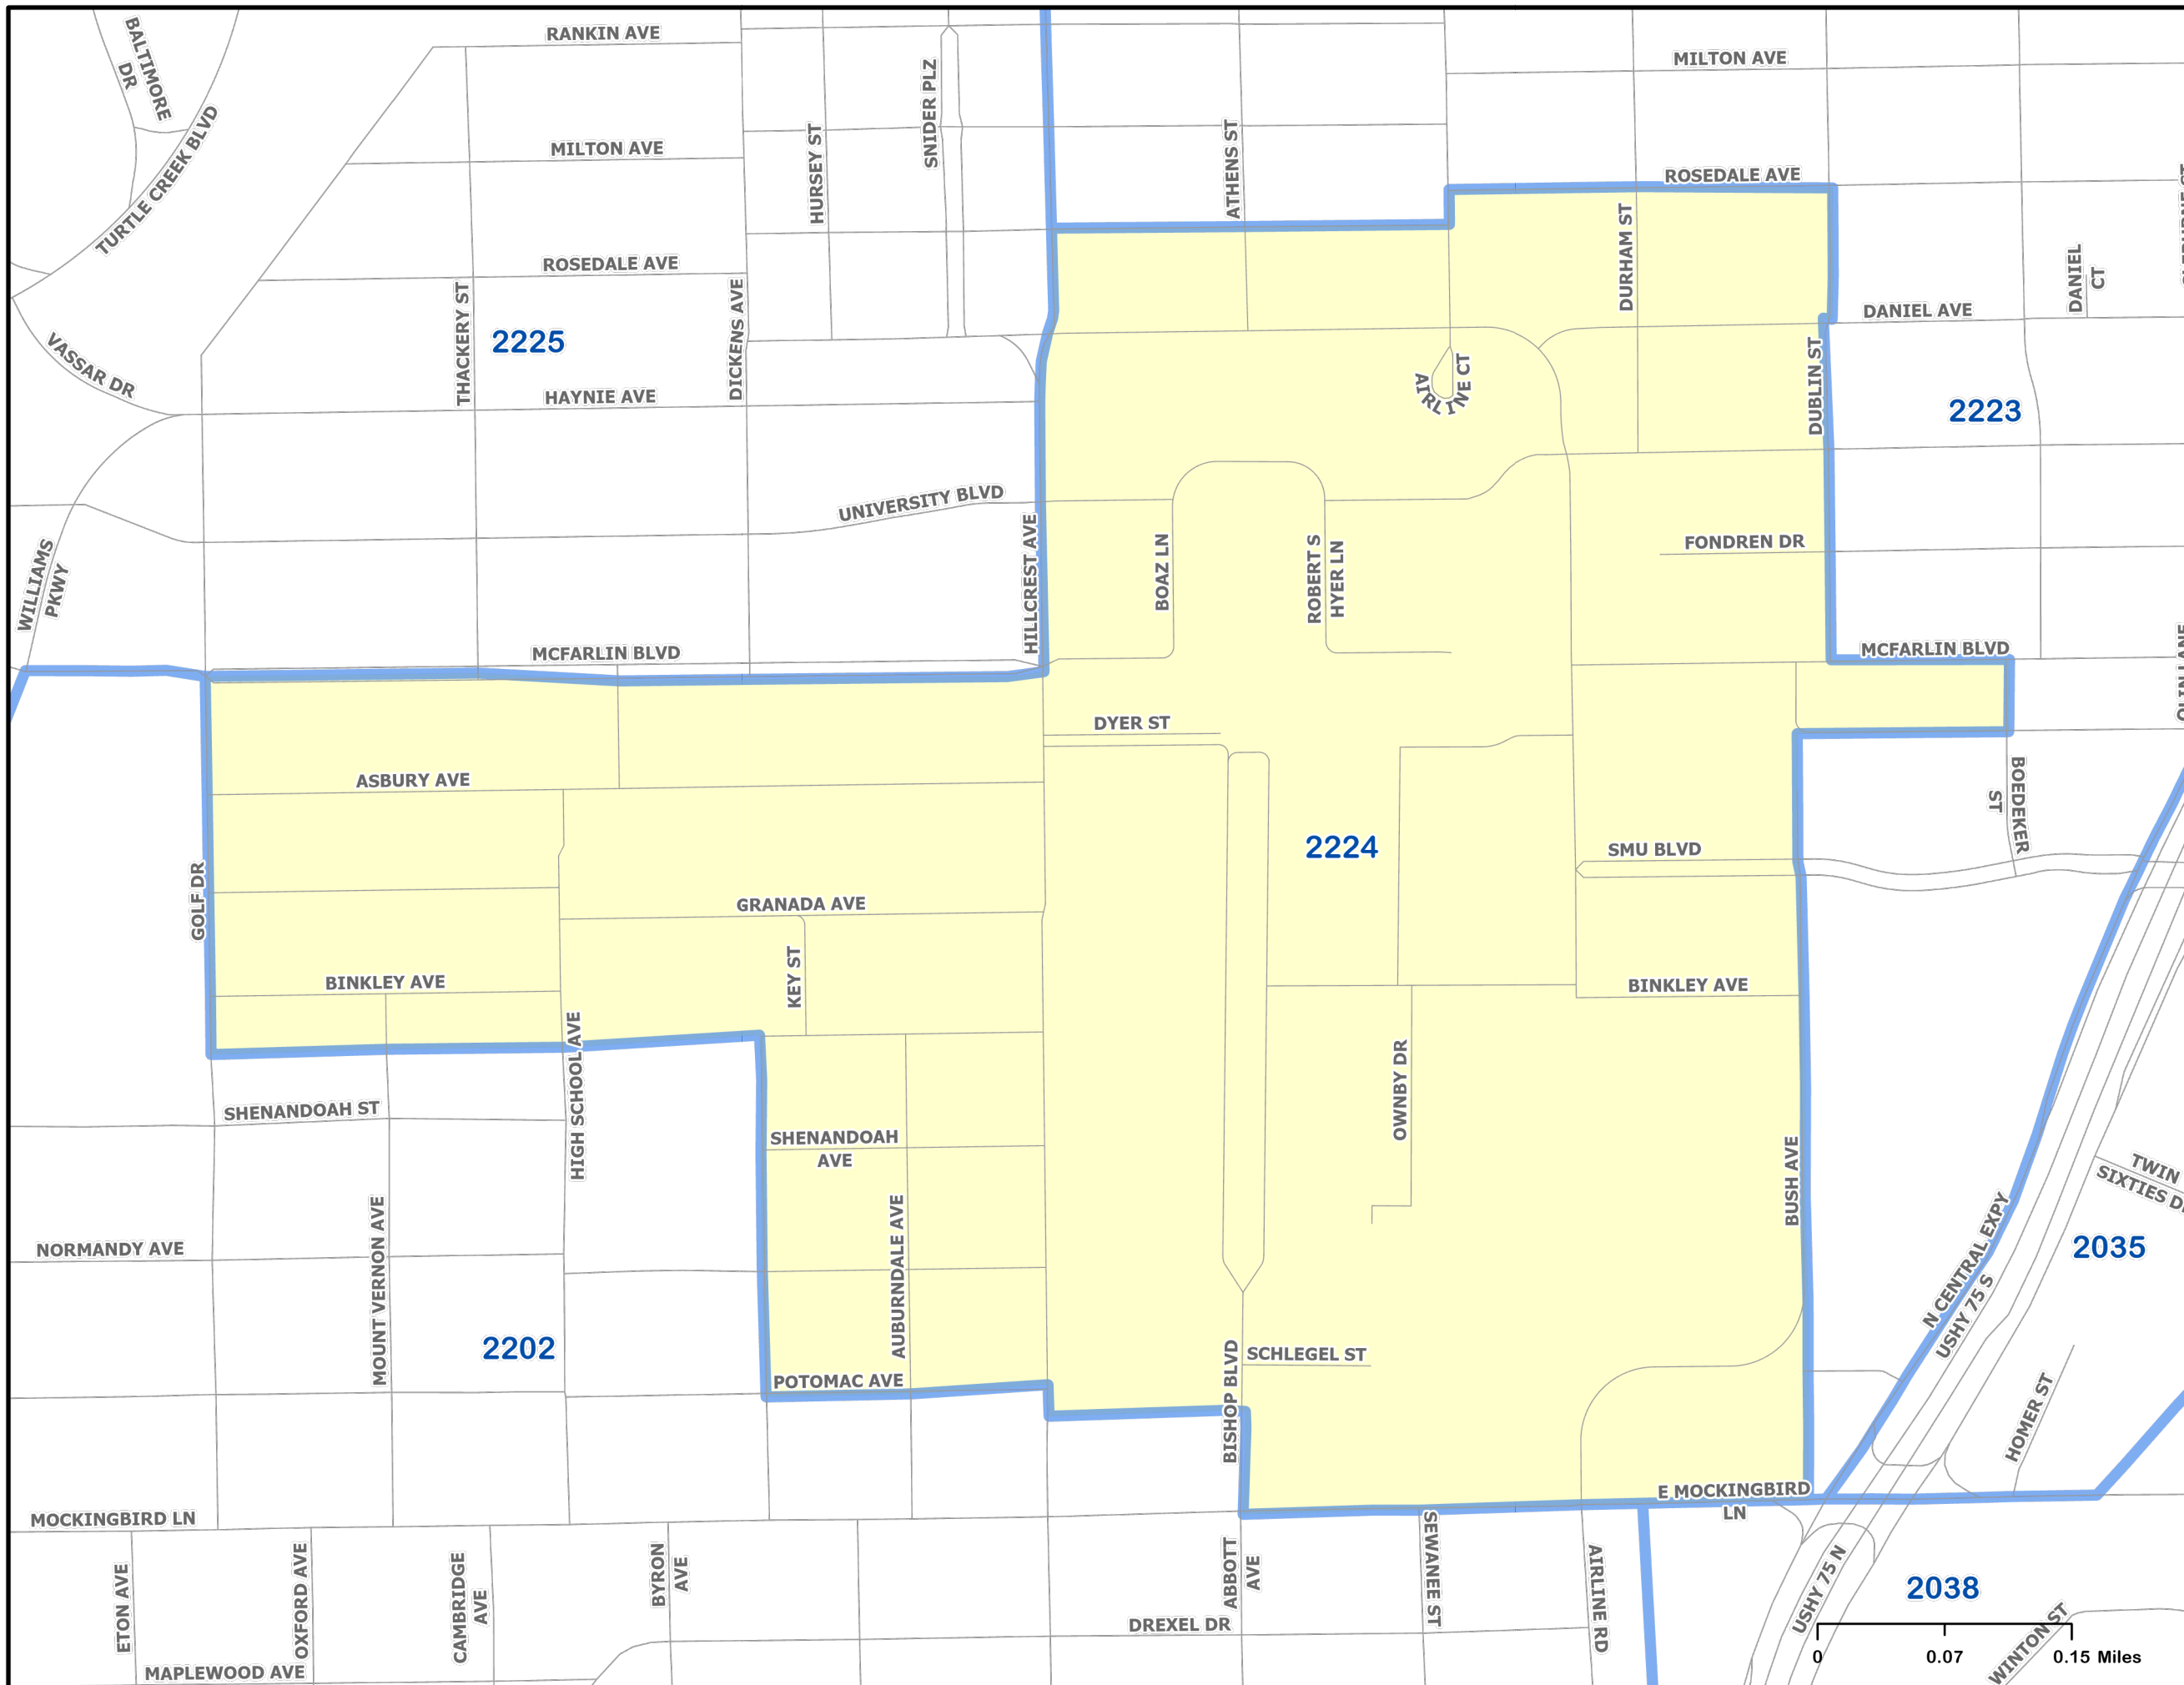 BALTIMORE
DR
RANKIN AVE
MILTON AVE
TURTLE CREEK BLVD
SNIDER PLZ
MILTON AVE
HURSEY ST
ATHENS ST
ROSEDALE AVE
ROSEDALE AVE
DURHAM ST
DANIEL
CT
THACKERY ST
2225
DICKENS AVE
DANIEL AVE
VASSAR DR
HAYNIE AVE
AIRLINE CT
DUBLIN ST
2223
UNIVERSITY BLVD
HILLCREST AVE
BOAZ LN
ROBERT S
HYER LN
FONDREN DR
WILLIAMS
PKWY
MCFARLIN BLVD
MCFARLIN BLVD
DYER ST
ASBURY AVE
BOEDEKER
ST
2224
SMU BLVD
GOLF DR
GRANADA AVE
KEY ST
BINKLEY AVE
BINKLEY AVE
HIGH SCHOOL AVE
OWNBY DR
SHENANDOAH ST
SHENANDOAH
AVE
BUSH AVE
TWIN
SIXTIES D
MOUNT VERNON AVE
AUBURNDALE AVE
NORMANDY AVE
N CENTRAL EXPY
USHY 75 S
2035
2202
SCHLEGEL ST
POTOMAC AVE
BISHOP BLVD
HOMER ST
E MOCKINGBIRD
LN
MOCKINGBIRD LN
ETON AVE
OXFORD AVE
CAMBRIDGE
AVE
BYRON
AVE
ABBOTT
AVE
SEWANEE ST
AIRLINE RD
USHY 75 N
2038
DREXEL DR
WINTON ST
MAPLEWOOD AVE
0 0.07 0.15 Miles